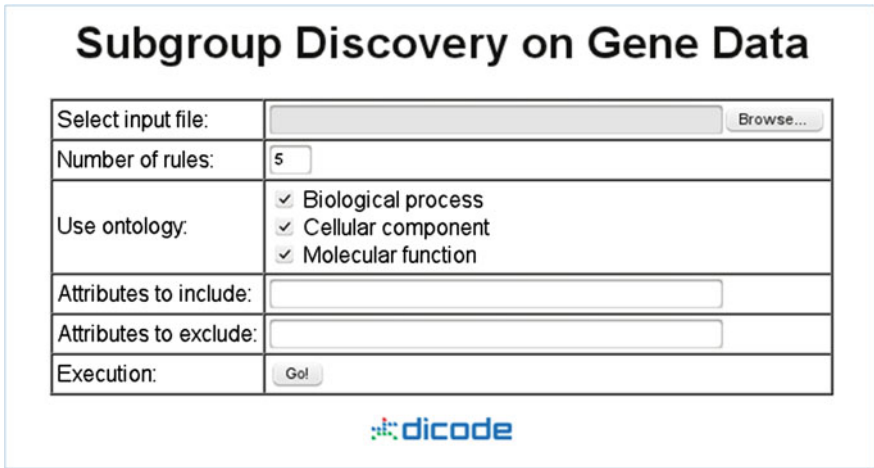 Subgroup Discovery on Gene Data
Select input file: Browse...
Number of rules: 5
Use ontology:
Biological process
Cellular component
Molecular function
Attributes to include:
Attributes to exclude:
Execution: Go!
dicode